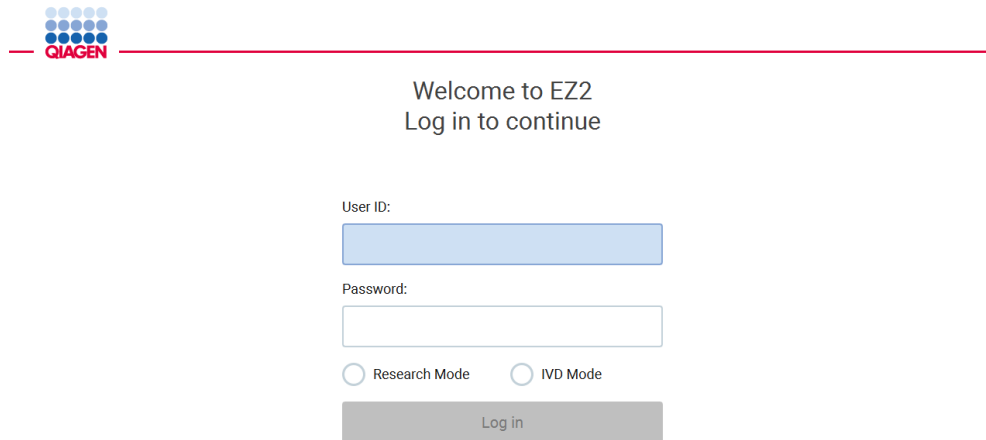 QIAGEN
Welcome to EZ2
Log in to continue
User ID:
Password:
Research Mode
IVD Mode
Log in